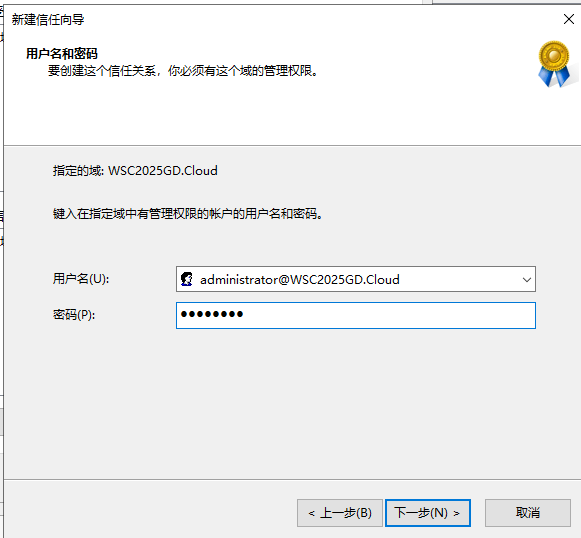 新建信任向导
用户名和密码
要创建这个信任关系，你必须有这个域的管理权限。
指定的域: WSC2025GD.Cloud
键入在指定域中有管理权限的帐户的用户名和密码。
用户名(U):
administrator@WSC2025GD.Cloud
密码(P):
●●●●●●●●
< 上一步(B)
下一步(N) >
取消